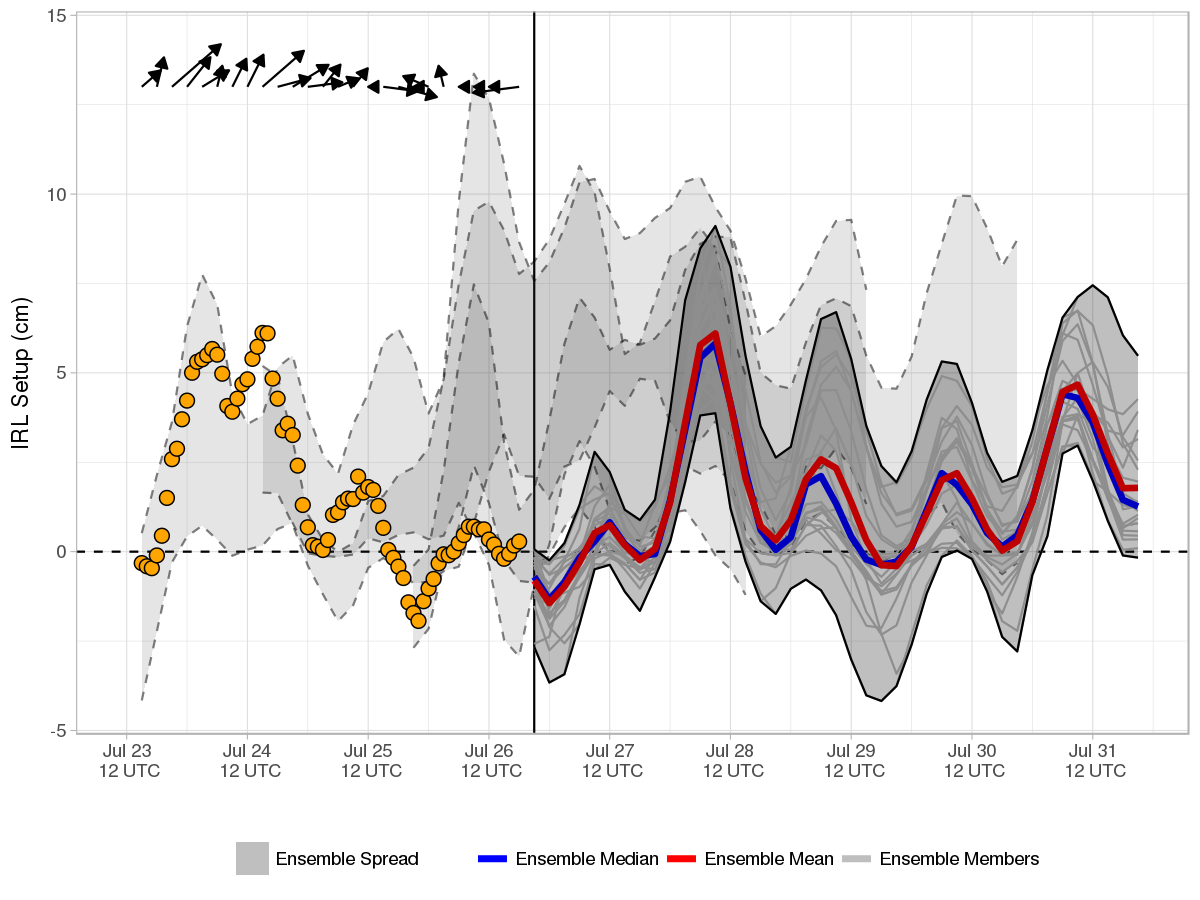 15
10
5
0
-5
IRL Setup (cm)
Jul 23 Jul 24 Jul 25 Jul 26 Jul 27 Jul 28 Jul 29 Jul 30 Jul 31
12 UTC 12 UTC 12 UTC 12 UTC 12 UTC 12 UTC 12 UTC 12 UTC 12 UTC
Ensemble Spread Ensemble Median Ensemble Mean Ensemble Members